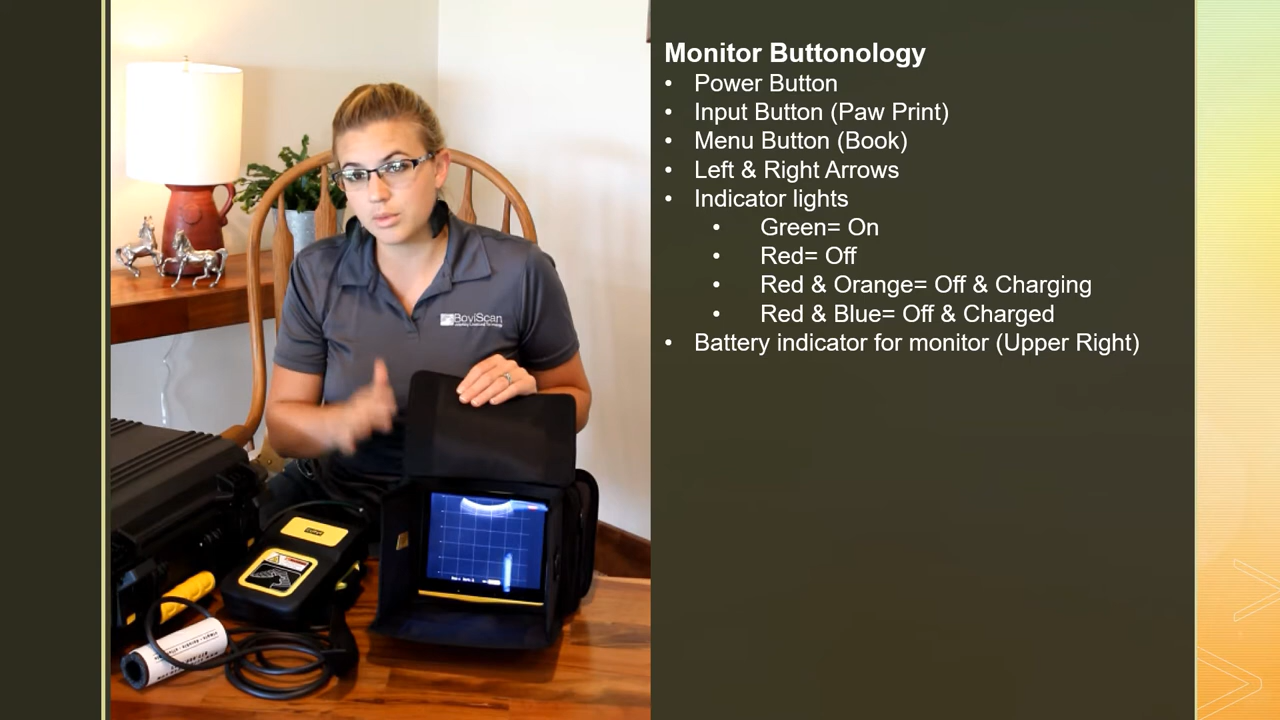 Monitor Buttonology
• Power Button
• Input Button (Paw Print)
• Menu Button (Book)
• Left & Right Arrows
• Indicator lights
• Green= On
• Red= Off
• Red & Orange= Off & Charging
• Red & Blue= Off & Charged
• Battery indicator for monitor (Upper Right)
BoviScan